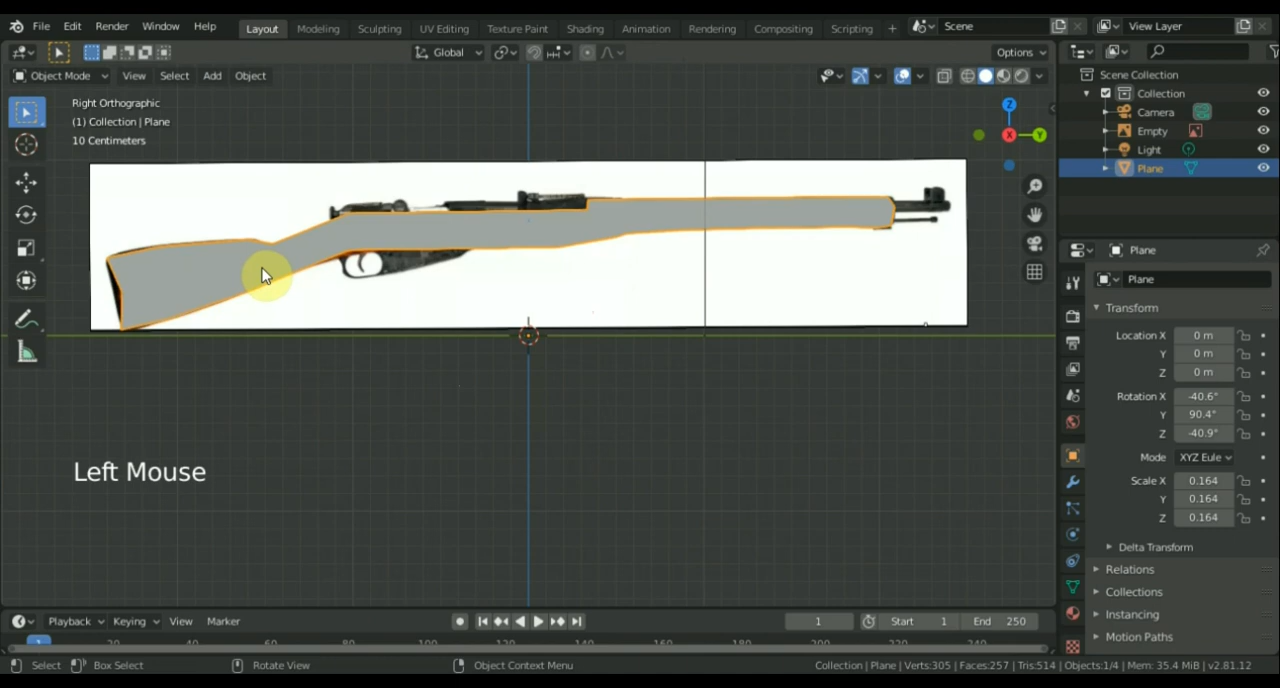 File Edit Render Window Help Layout Modeling Sculpting UV Editing Texture Paint Shading Animation Rendering Compositing Scripting + Scene View Layer
Global Options
Object Mode View Select Add Object
Right Orthographic
(1) Collection | Plane
10 Centimeters
Z
X
Y
Left Mouse
Scene Collection
Collection
Camera
Empty
Light
Plane
Plane
Plane
Transform
Location X 0 m
Y 0 m
Z 0 m
Rotation X -40.6°
Y 90.4°
Z -40.9°
Mode XYZ Eule
Scale X 0.164
Y 0.164
Z 0.164
Delta Transform
Relations
Collections
Instancing
Motion Paths
Playback Keying View Marker 1 Start 1 End 250
1 20 40 60 80 100 120 140 160 180 200 220 240
Select Box Select Rotate View Object Context Menu Collection | Plane | Verts:305 | Faces:257 | Tris:514 | Objects:1/4 | Mem: 35.4 MiB | v2.81.12